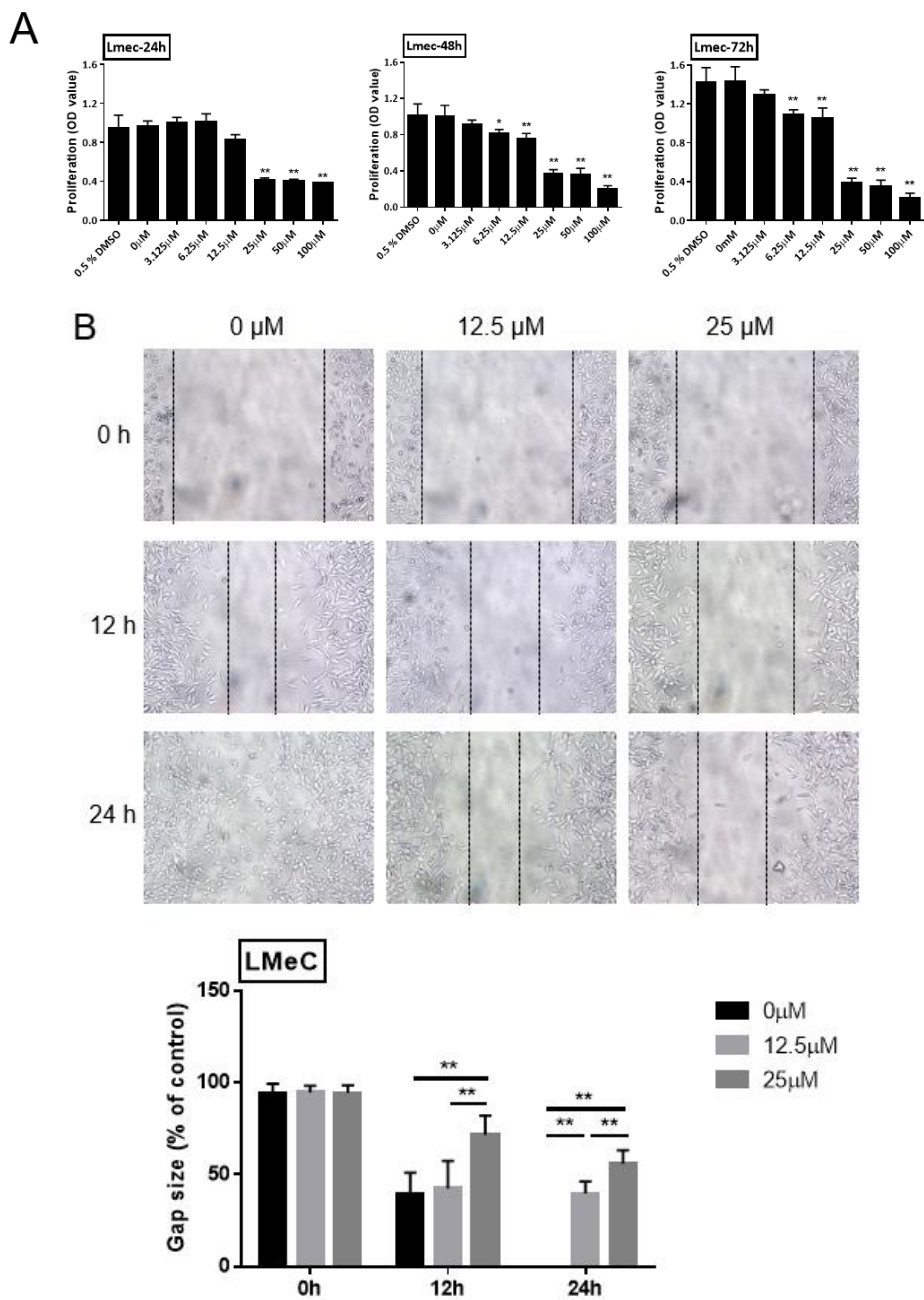 A
Lmec-24h
Proliferation (OD value)
1.6
1.2
0.8
0.4
0.0
0.5 % DMSO
0μM
3.125μM
6.25μM
12.5μM
25μM
50μM
100μM
** ** **
Lmec-48h
Proliferation (OD value)
1.6
1.2
0.8
0.4
0.0
0.5 % DMSO
0μM
3.125μM
6.25μM
12.5μM
25μM
50μM
100μM
* ** ** ** **
Lmec-72h
Proliferation (OD value)
1.6
1.2
0.8
0.4
0.0
0.5 % DMSO
0mM
3.125μM
6.25μM
12.5μM
25μM
50μM
100μM
** ** ** ** **
B
0 μM 12.5 μM 25 μM
0 h
12 h
24 h
LMeC
Gap size (% of control)
150
100
50
0
** **
** ** **
0h 12h 24h
0μM
12.5μM
25μM